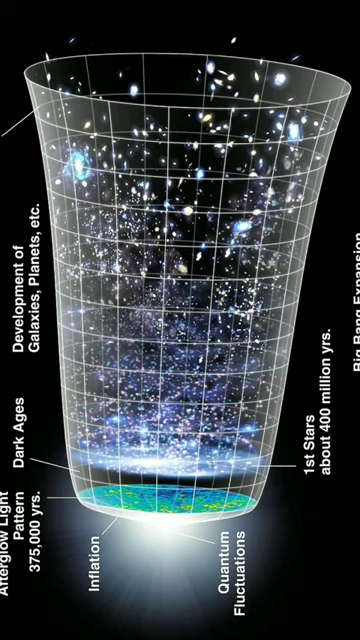 Afterglow Light
Pattern
375,000 yrs.
Dark Ages
Development of
Galaxies, Planets, etc.
Inflation
Quantum
Fluctuations
1st Stars
about 400 million yrs.
Big Bang Expansion